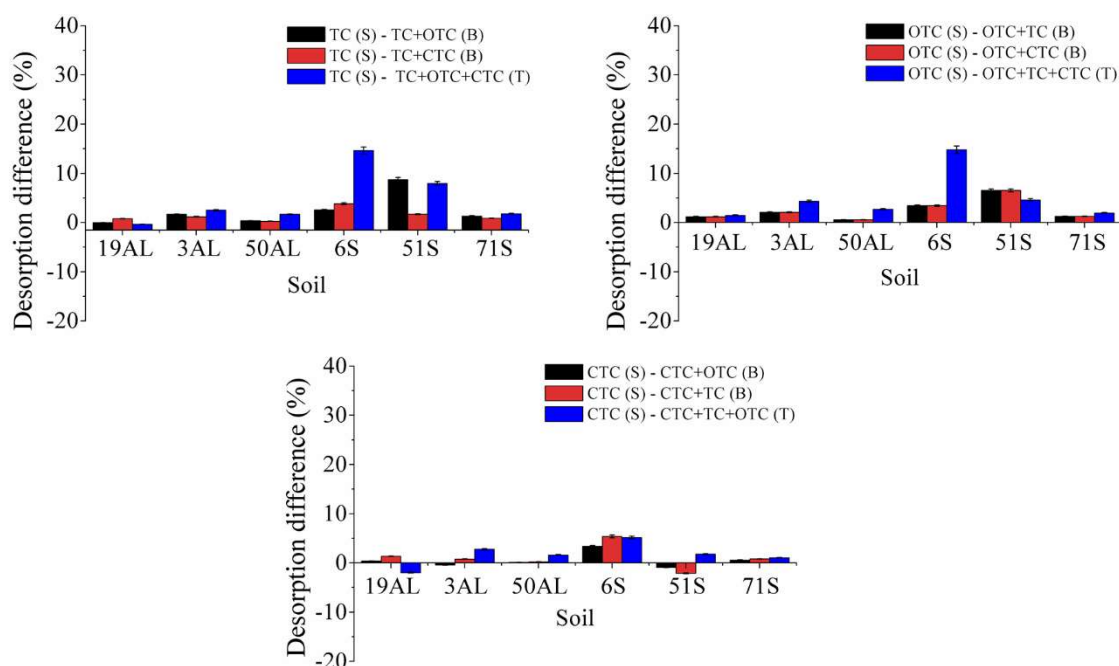 Desorption difference (%)
40
30
20
10
0
-10
-20
TC (S) - TC+OTC (B)
TC (S) - TC+CTC (B)
TC (S) - TC+OTC+CTC (T)
19AL 3AL 50AL 6S 51S 71S
Soil
Desorption difference (%)
40
30
20
10
0
-10
-20
OTC (S) - OTC+TC (B)
OTC (S) - OTC+CTC (B)
OTC (S) - OTC+TC+CTC (T)
19AL 3AL 50AL 6S 51S 71S
Soil
Desorption difference (%)
40
30
20
10
0
-10
-20
CTC (S) - CTC+OTC (B)
CTC (S) - CTC+TC (B)
CTC (S) - CTC+TC+OTC (T)
19AL 3AL 50AL 6S 51S 71S
Soil